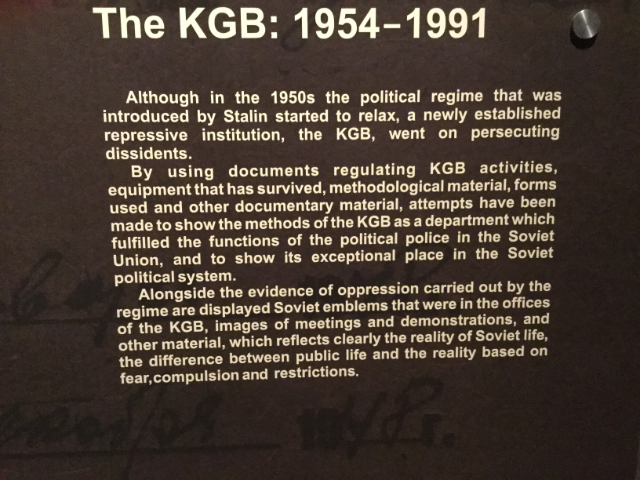 The KGB: 1954–1991
Although in the 1950s the political regime that was
introduced by Stalin started to relax, a newly established
repressive institution, the KGB, went on persecuting
dissidents.
By using documents regulating KGB activities,
equipment that has survived, methodological material, forms
used and other documentary material, attempts have been
made to show the methods of the KGB as a department which
fulfilled the functions of the political police in the Soviet
Union, and to show its exceptional place in the Soviet
political system.
Alongside the evidence of oppression carried out by the
regime are displayed Soviet emblems that were in the offices
of the KGB, images of meetings and demonstrations, and
other material, which reflects clearly the reality of Soviet life,
the difference between public life and the reality based on
fear,compulsion and restrictions.